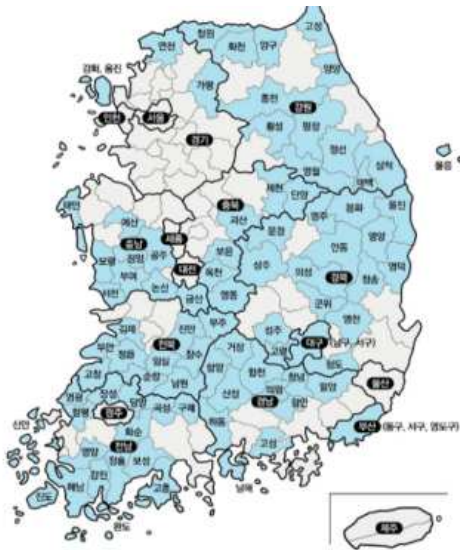 고성
철원
화천
양구
연천
양양
강화, 옹진
가평
홍천
강원
인천
서울
경기
횡성
평창
정선
울릉
영월
태백
삼척
제천
단양
충북
괴산
영주
봉화
울진
태안
예산
문경
충남
세종
공주
보은
상주
안동
영양
보령
청양
대전
옥천
의성
경북
청송
영덕
부여
논산
서천
금산
영동
군위
영천
김제
진안
무주
성주
고령
대구
(남구, 서구)
청도
부안
전북
정읍
임실
장수
거창
합천
창녕
밀양
울산
고창
순창
남원
함양
산청
의령
경남
함안
영광
장성
담양
곡성
구례
하동
부산
(동구, 서구, 영도구)
함평
광주
신안
화순
전남
고성
영암
장흥
보성
강진
해남
고흥
남해
진도
완도
제주